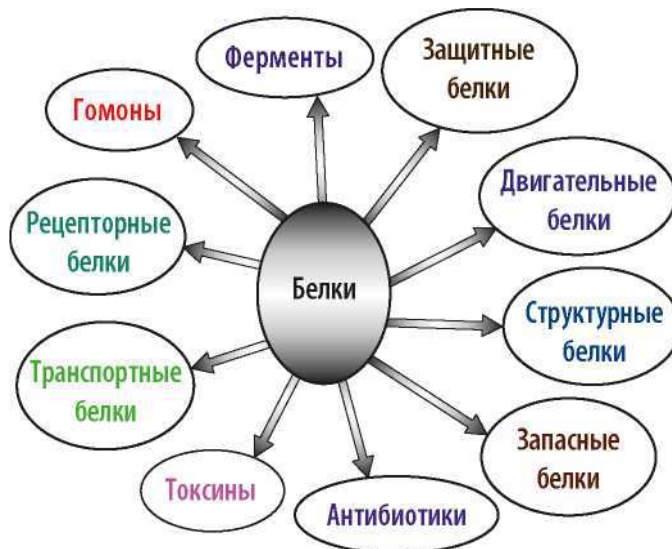 Ферменты
Защитные
белки
Гомоны
Двигательные
белки
Рецепторные
белки
Белки
Структурные
белки
Транспортные
белки
Запасные
белки
Токсины
Антибиотики